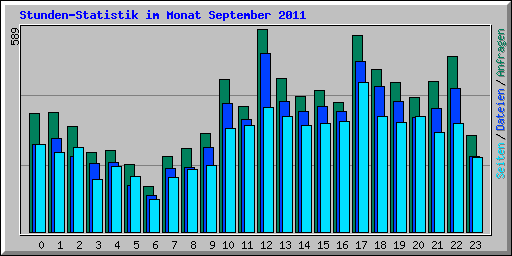 Stunden-Statistik im Monat September 2011
589
Seiten / Dateien / Anfragen
0 1 2 3 4 5 6 7 8 9 10 11 12 13 14 15 16 17 18 19 20 21 22 23